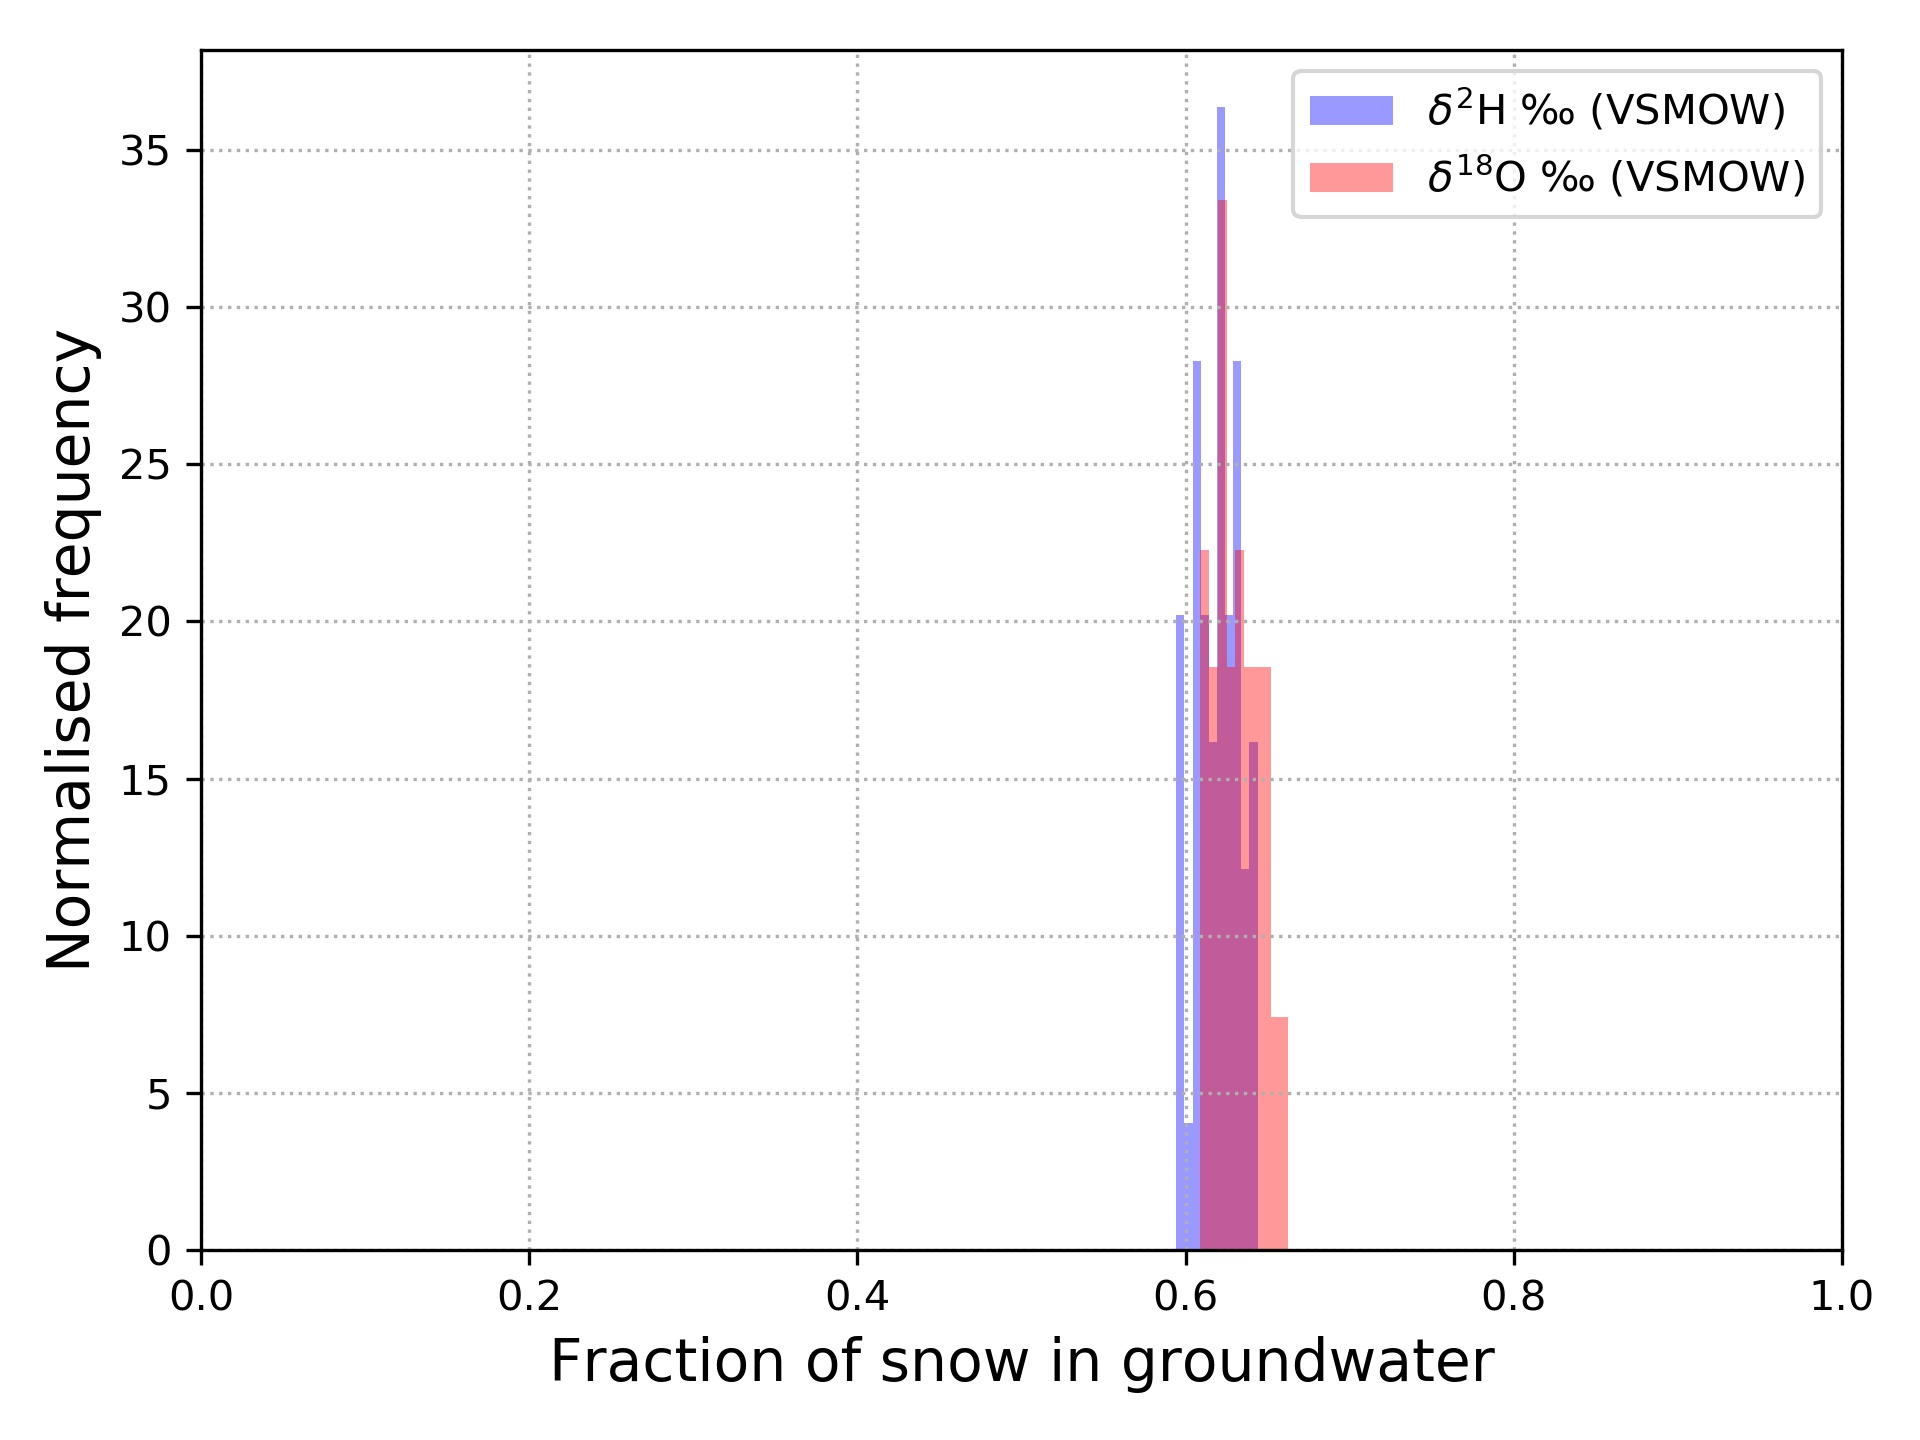 δ²H ‰ (VSMOW)
δ¹⁸O ‰ (VSMOW)
35
30
25
20
15
10
5
0
Normalised frequency
0.0 0.2 0.4 0.6 0.8 1.0
Fraction of snow in groundwater